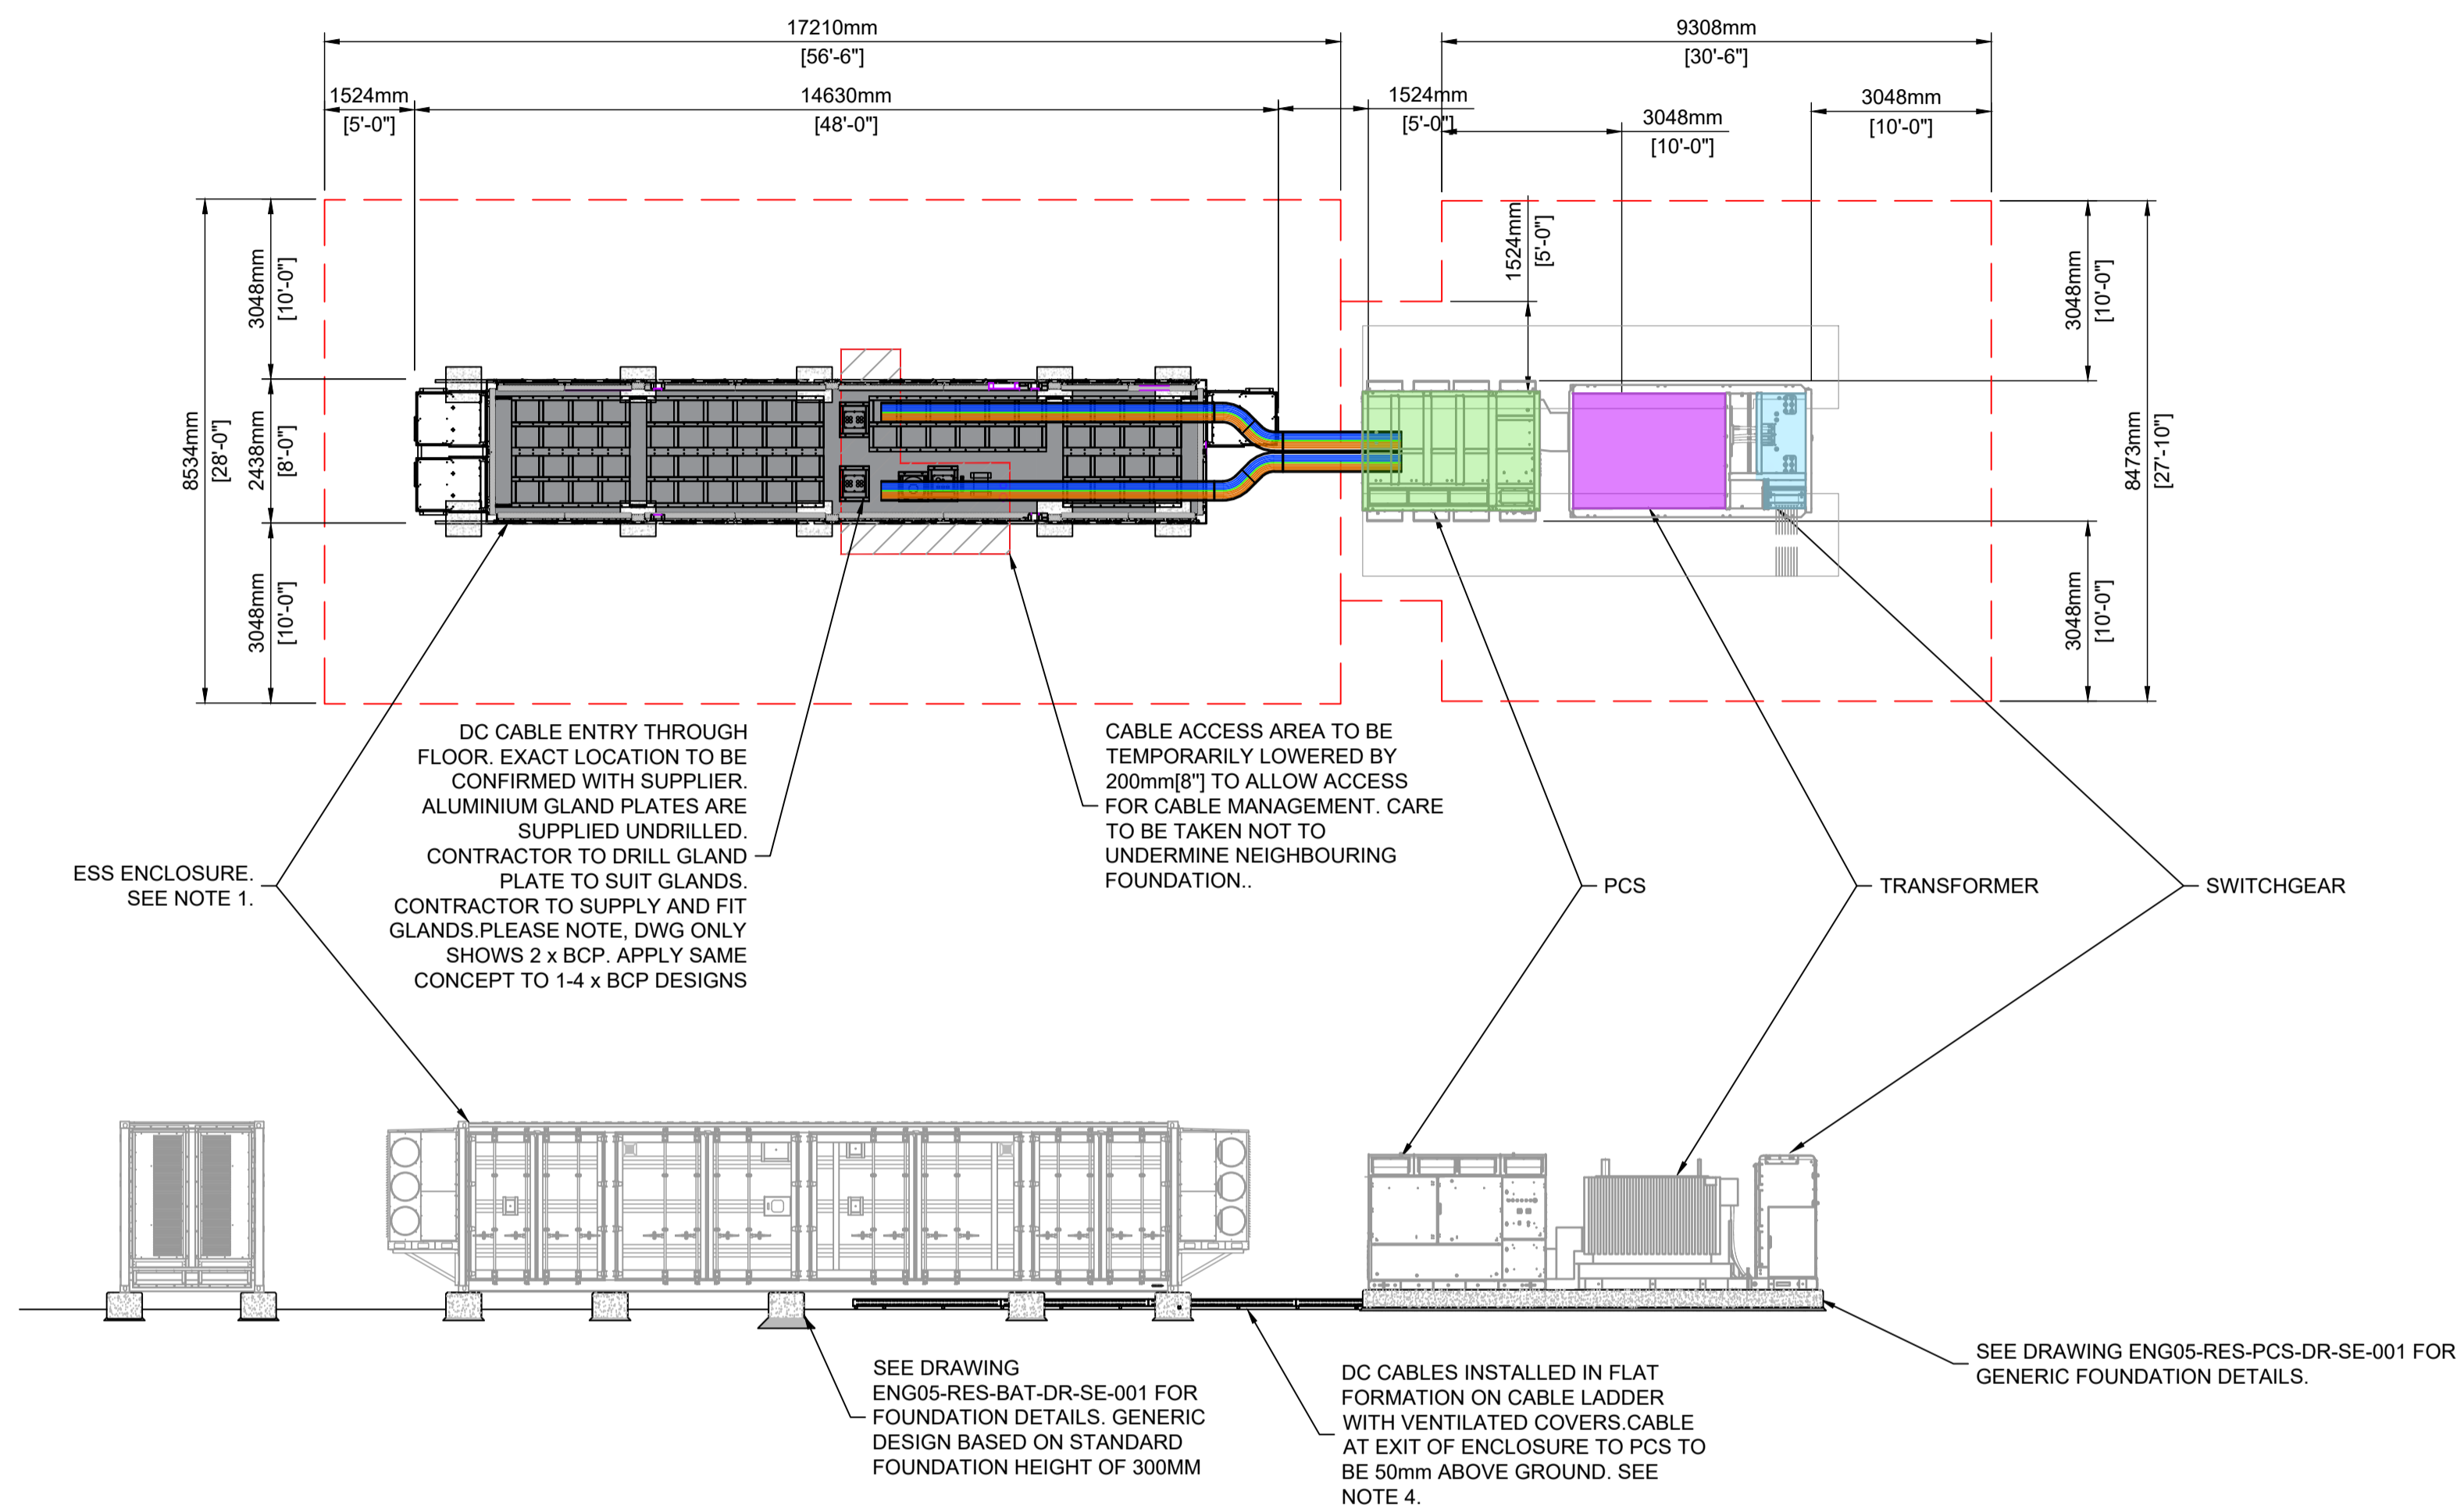 17210mm
[56'-6"]
9308mm
[30'-6"]
1524mm
[5'-0"]
14630mm
[48'-0"]
1524mm
[5'-0"]
3048mm
[10'-0"]
3048mm
[10'-0"]
8534mm
[28'-0"]
3048mm
[10'-0"]
2438mm
[8'-0"]
3048mm
[10'-0"]
1524mm
[5'-0"]
3048mm
[10'-0"]
8473mm
[27'-10"]
3048mm
[10'-0"]
DC CABLE ENTRY THROUGH
FLOOR. EXACT LOCATION TO BE
CONFIRMED WITH SUPPLIER.
ALUMINIUM GLAND PLATES ARE
SUPPLIED UNDRILLED.
CONTRACTOR TO DRILL GLAND
PLATE TO SUIT GLANDS.
CONTRACTOR TO SUPPLY AND FIT
GLANDS.PLEASE NOTE, DWG ONLY
SHOWS 2 x BCP. APPLY SAME
CONCEPT TO 1-4 x BCP DESIGNS
CABLE ACCESS AREA TO BE
TEMPORARILY LOWERED BY
200mm[8"] TO ALLOW ACCESS
FOR CABLE MANAGEMENT. CARE
TO BE TAKEN NOT TO
UNDERMINE NEIGHBOURING
FOUNDATION..
ESS ENCLOSURE.
SEE NOTE 1.
PCS
TRANSFORMER
SWITCHGEAR
SEE DRAWING
ENG05-RES-BAT-DR-SE-001 FOR
FOUNDATION DETAILS. GENERIC
DESIGN BASED ON STANDARD
FOUNDATION HEIGHT OF 300MM
DC CABLES INSTALLED IN FLAT
FORMATION ON CABLE LADDER
WITH VENTILATED COVERS.CABLE
AT EXIT OF ENCLOSURE TO PCS TO
BE 50mm ABOVE GROUND. SEE
NOTE 4.
SEE DRAWING ENG05-RES-PCS-DR-SE-001 FOR
GENERIC FOUNDATION DETAILS.